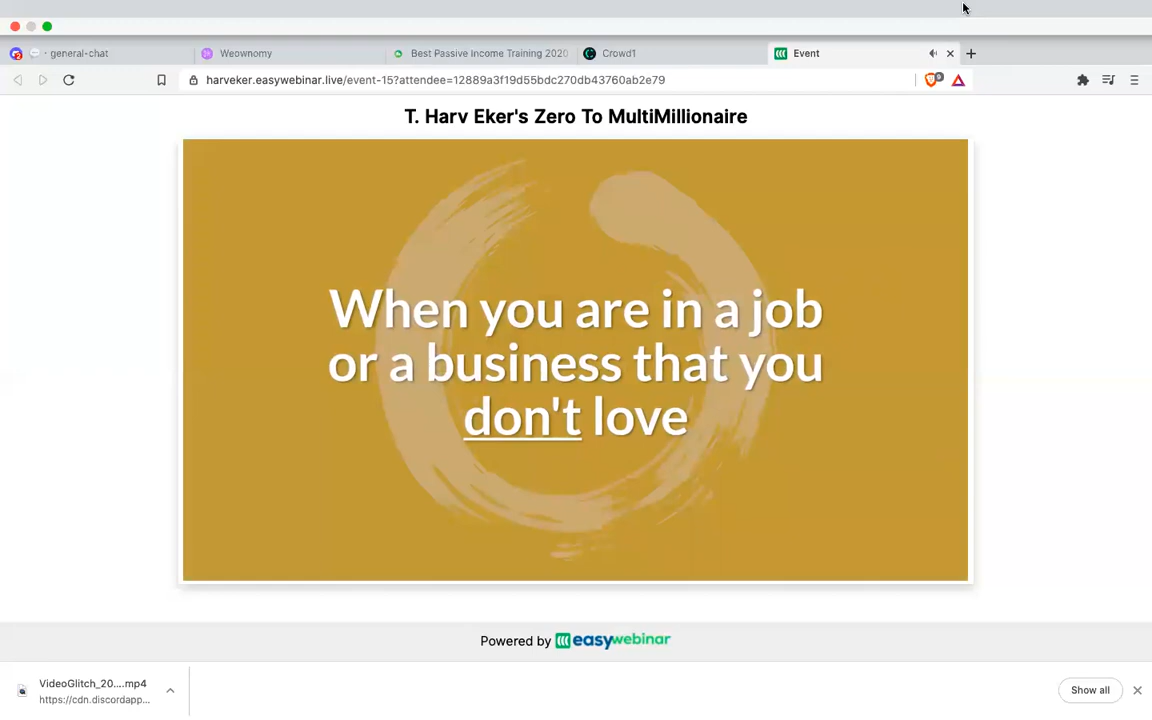 general-chat
Weownomy
Best Passive Income Training 2020
Crowd1
Event
harveker.easywebinar.live/event-15?attendee=12889a3f19d55bdc270db43760ab2e79
T. Harv Eker's Zero To MultiMillionaire
When you are in a job
or a business that you
don't love
Powered by easywebinar
VideoGlitch_20....mp4
https://cdn.discordapp...
Show all